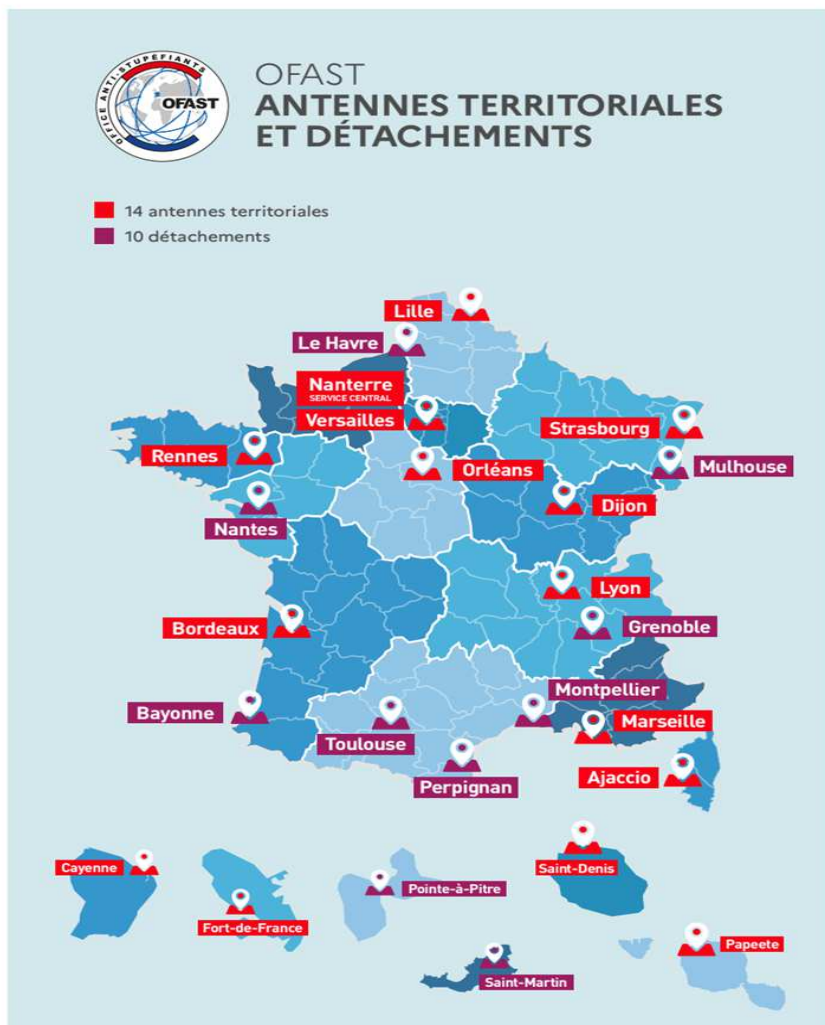 OFFICE ANTI-STUPÉFIANTS
OFAST
OFAST
ANTENNES TERRITORIALES
ET DÉTACHEMENTS
14 antennes territoriales
10 détachements
Lille
Le Havre
Nanterre
SERVICE CENTRAL
Versailles
Strasbourg
Rennes
Orléans
Mulhouse
Nantes
Dijon
Lyon
Bordeaux
Grenoble
Montpellier
Bayonne
Marseille
Toulouse
Ajaccio
Perpignan
Cayenne
Saint-Denis
Pointe-à-Pitre
Fort-de-France
Papeete
Saint-Martin